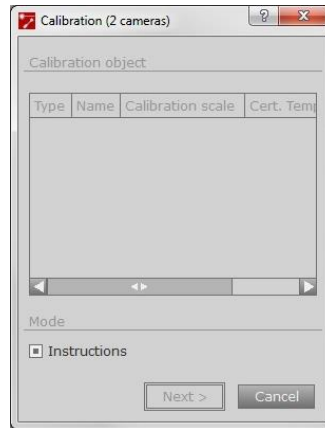 Calibration (2 cameras)
Calibration object
Type Name Calibration scale Cert. Temp
Mode
Instructions
Next > Cancel